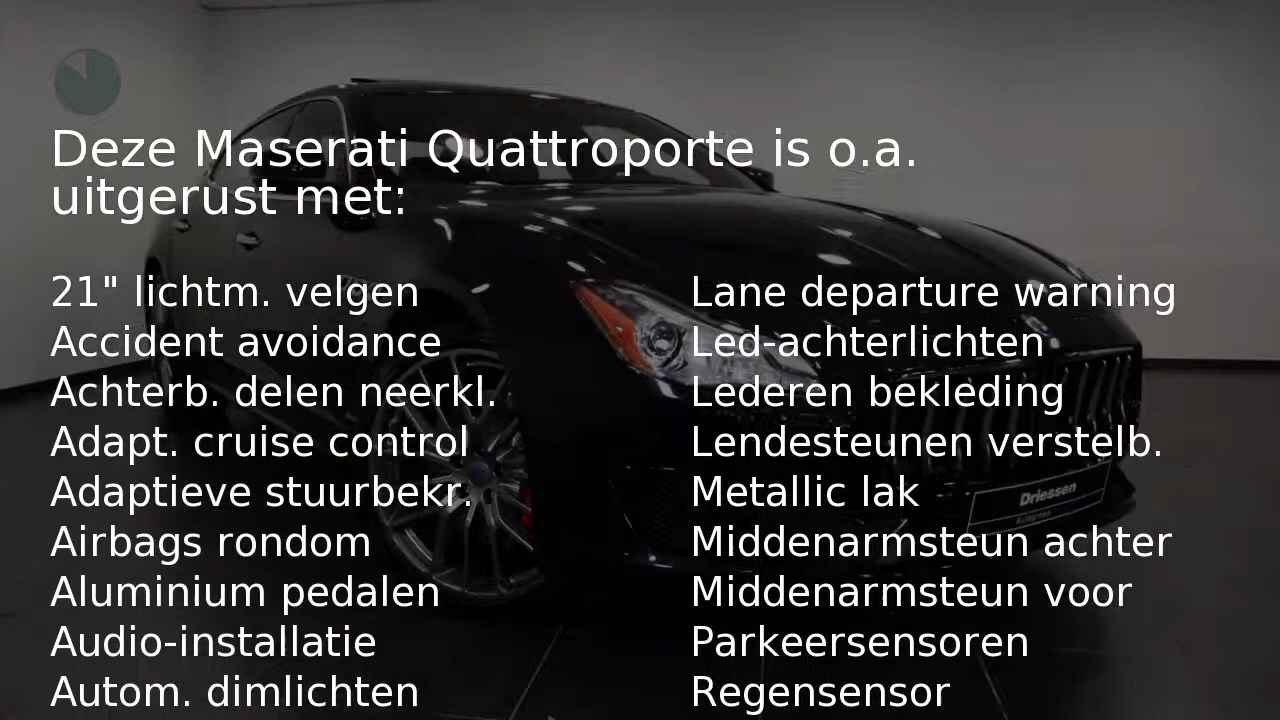 Deze Maserati Quattroporte is o.a.
uitgerust met:
21" lichtm. velgen
Accident avoidance
Achterb. delen neerkl.
Adapt. cruise control
Adaptieve stuurbekr.
Airbags rondom
Aluminium pedalen
Audio-installatie
Autom. dimlichten
Lane departure warning
Led-achterlichten
Lederen bekleding
Lendesteunen verstelb.
Metallic lak
Middenarmsteun achter
Middenarmsteun voor
Parkeersensoren
Regensensor
Driessen
Autogroep